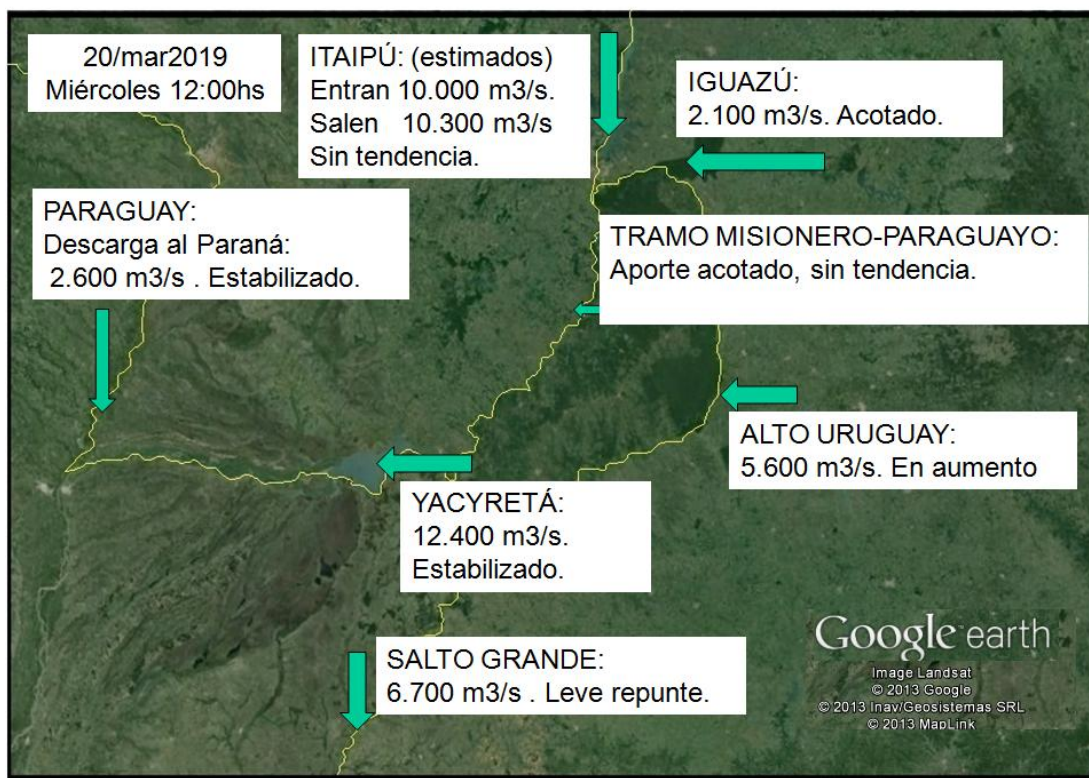 20/mar2019
Miércoles 12:00hs
ITAIPÚ: (estimados)
Entran 10.000 m3/s.
Salen 10.300 m3/s
Sin tendencia.
IGUAZÚ:
2.100 m3/s. Acotado.
PARAGUAY:
Descarga al Paraná:
2.600 m3/s . Estabilizado.
TRAMO MISIONERO-PARAGUAYO:
Aporte acotado, sin tendencia.
ALTO URUGUAY:
5.600 m3/s. En aumento
YACYRETÁ:
12.400 m3/s.
Estabilizado.
SALTO GRANDE:
6.700 m3/s . Leve repunte.
Google earth
Image Landsat
© 2013 Google
© 2013 Inav/Geosistemas SRL
© 2013 MapLink